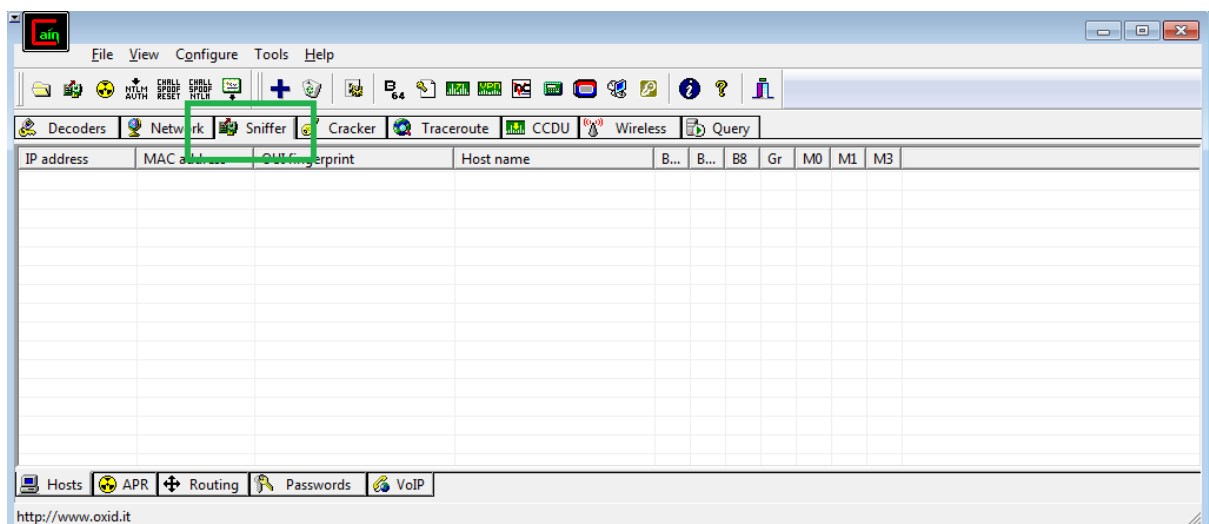 Cain
File View Configure Tools Help
NTLM AUTH CHALL SPOOF RESET CHALL SPOOF NTLM B64
Decoders Network Sniffer Cracker Traceroute CCDU Wireless Query
IP address MAC address OUI fingerprint Host name B... B... B8 Gr M0 M1 M3
Hosts APR Routing Passwords VoIP
http://www.oxid.it